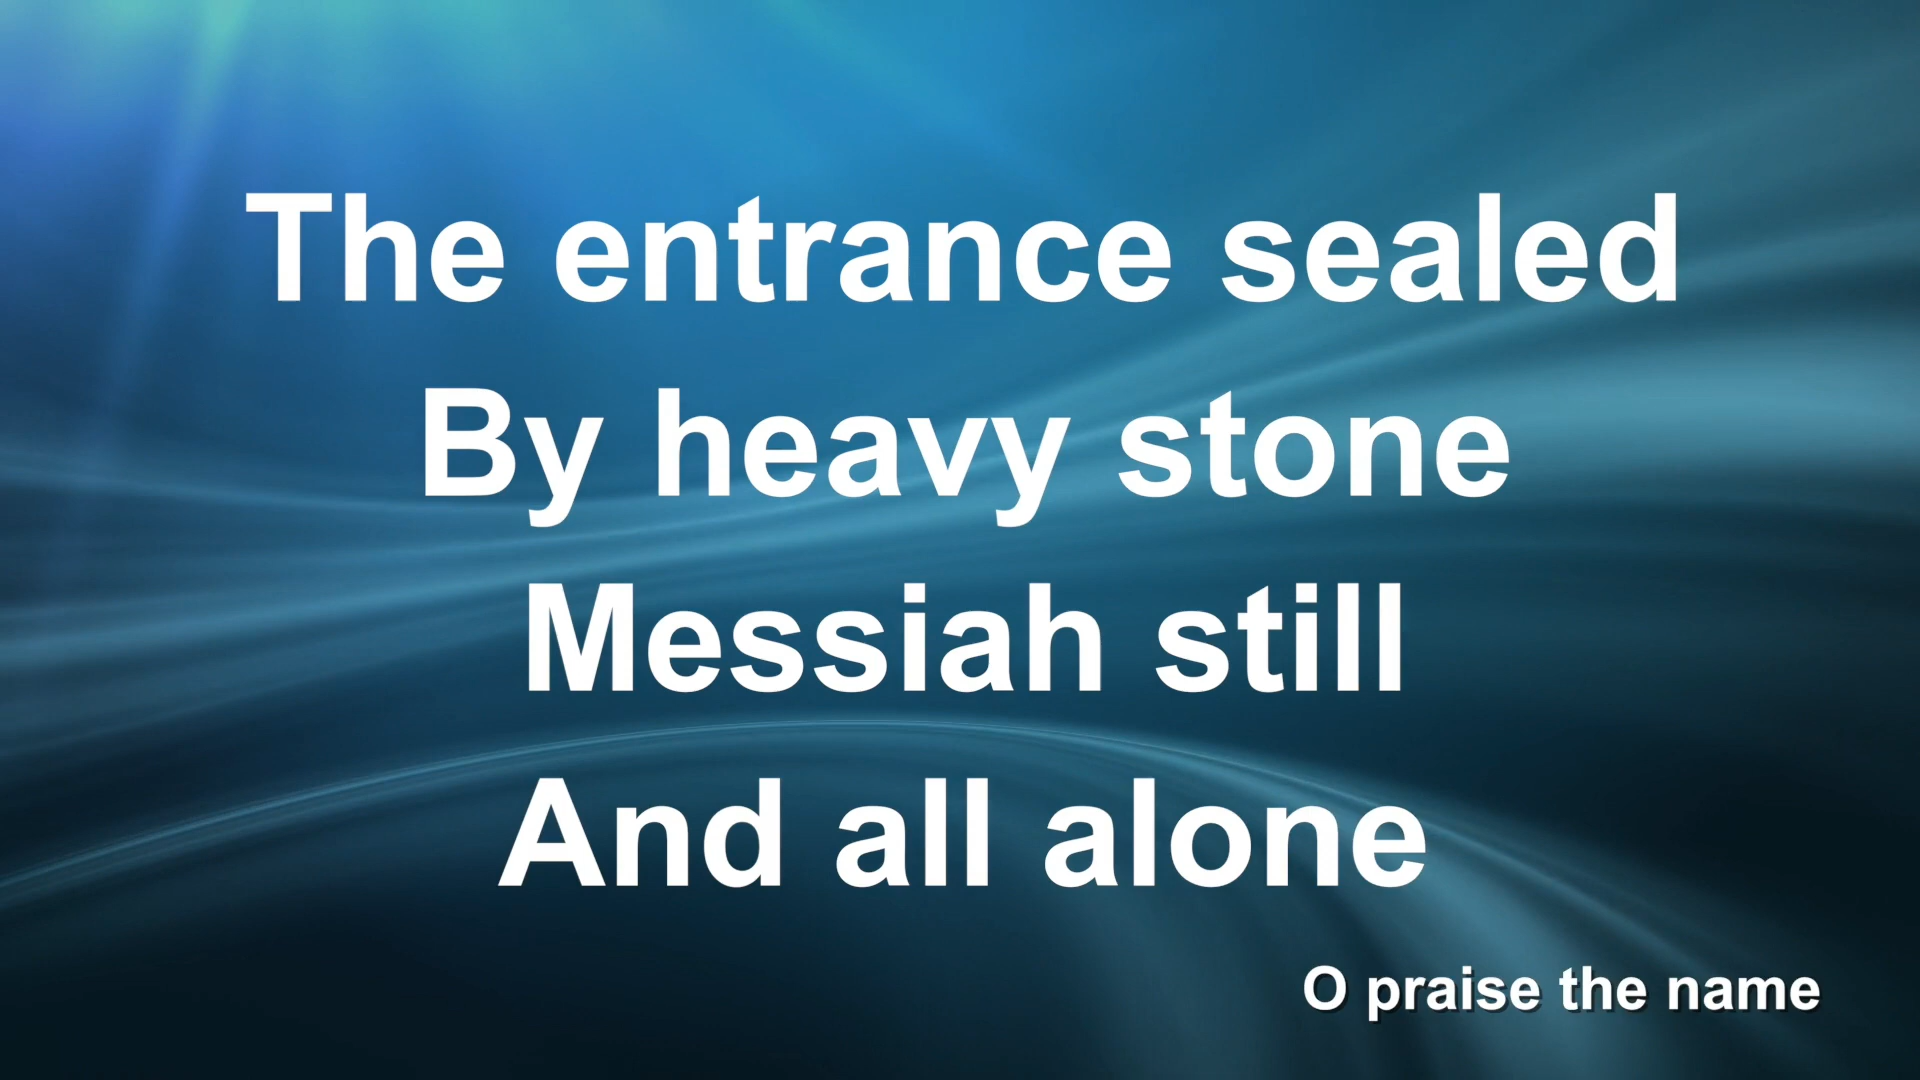 The entrance sealed
By heavy stone
Messiah still
And all alone
O praise the name